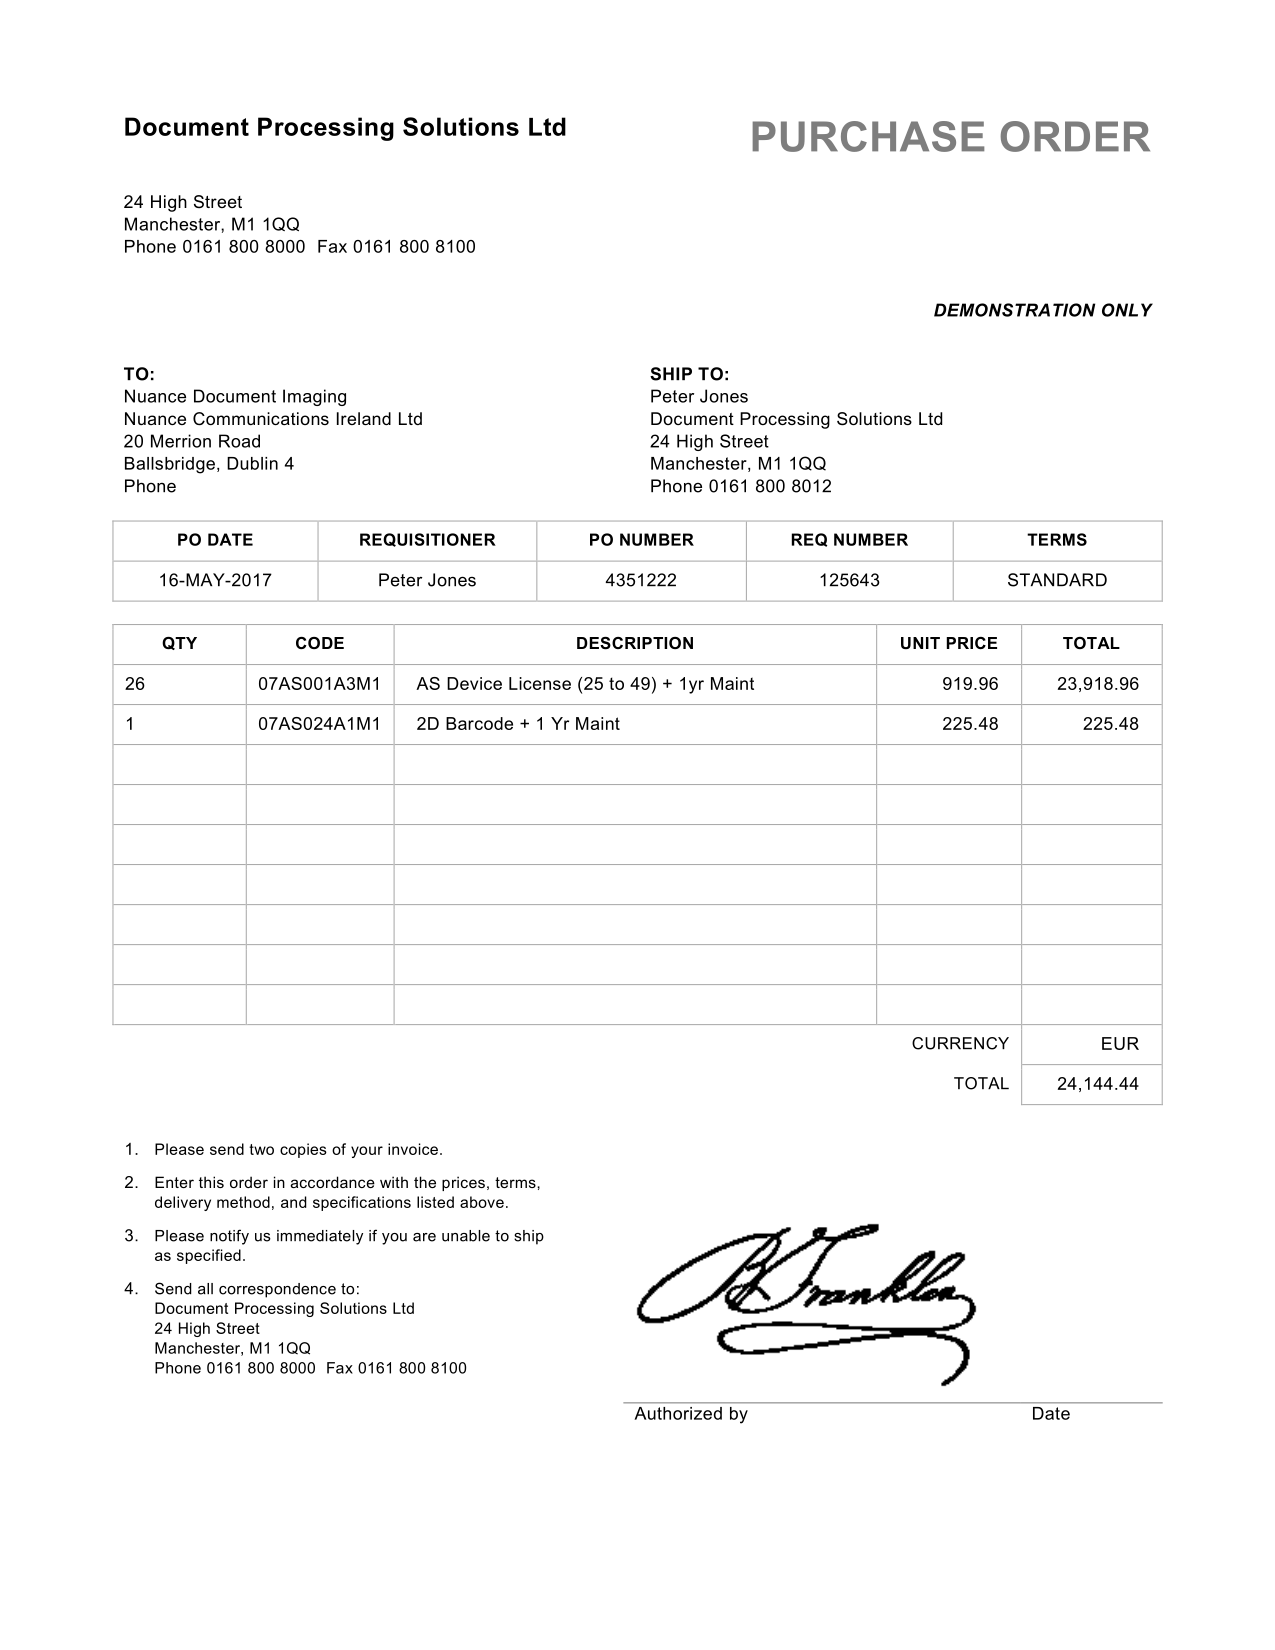 Document Processing Solutions Ltd
PURCHASE ORDER
24 High Street
Manchester, M1 1QQ
Phone 0161 800 8000  Fax 0161 800 8100
DEMONSTRATION ONLY
TO:
Nuance Document Imaging
Nuance Communications Ireland Ltd
20 Merrion Road
Ballsbridge, Dublin 4
Phone
SHIP TO:
Peter Jones
Document Processing Solutions Ltd
24 High Street
Manchester, M1 1QQ
Phone 0161 800 8012
PO DATE REQUISITIONER PO NUMBER REQ NUMBER TERMS
16-MAY-2017 Peter Jones 4351222 125643 STANDARD
QTY CODE DESCRIPTION UNIT PRICE TOTAL
26 07AS001A3M1 AS Device License (25 to 49) + 1yr Maint 919.96 23,918.96
1 07AS024A1M1 2D Barcode + 1 Yr Maint 225.48 225.48
CURRENCY EUR
TOTAL 24,144.44
1. Please send two copies of your invoice.
2. Enter this order in accordance with the prices, terms,
delivery method, and specifications listed above.
3. Please notify us immediately if you are unable to ship
as specified.
4. Send all correspondence to:
Document Processing Solutions Ltd
24 High Street
Manchester, M1 1QQ
Phone 0161 800 8000  Fax 0161 800 8100
B Franklin
Authorized by Date